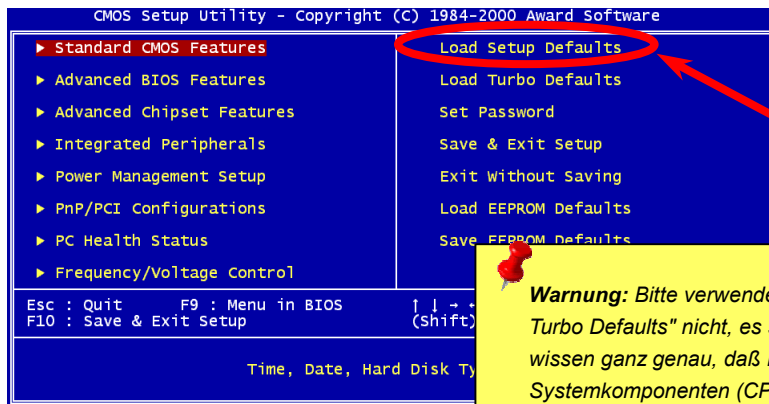 CMOS Setup Utility - Copyright (C) 1984-2000 Award Software
▶ Standard CMOS Features
▶ Advanced BIOS Features
▶ Advanced Chipset Features
▶ Integrated Peripherals
▶ Power Management Setup
▶ PnP/PCI Configurations
▶ PC Health Status
▶ Frequency/Voltage Control
Load Setup Defaults
Load Turbo Defaults
Set Password
Save & Exit Setup
Exit Without Saving
Load EEPROM Defaults
Save EEPROM Defaults
Esc : Quit F9 : Menu in BIOS ↑ ↓ → ←
F10 : Save & Exit Setup (Shift)
Time, Date, Hard Disk Ty
Warnung: Bitte verwende
Turbo Defaults" nicht, es
wissen ganz genau, daß
Systemkomponenten (CP